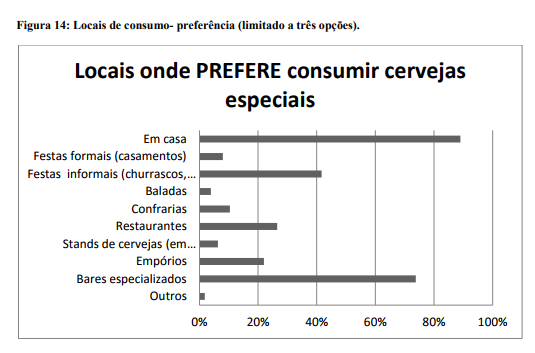 Figura 14: Locais de consumo- preferência (limitado a três opções).
Locais onde PREFERE consumir cervejas
especiais
Em casa
Festas formais (casamentos)
Festas  informais (churrascos,...
Baladas
Confrarias
Restaurantes
Stands de cervejas (em...
Empórios
Bares especializados
Outros
0% 20% 40% 60% 80% 100%